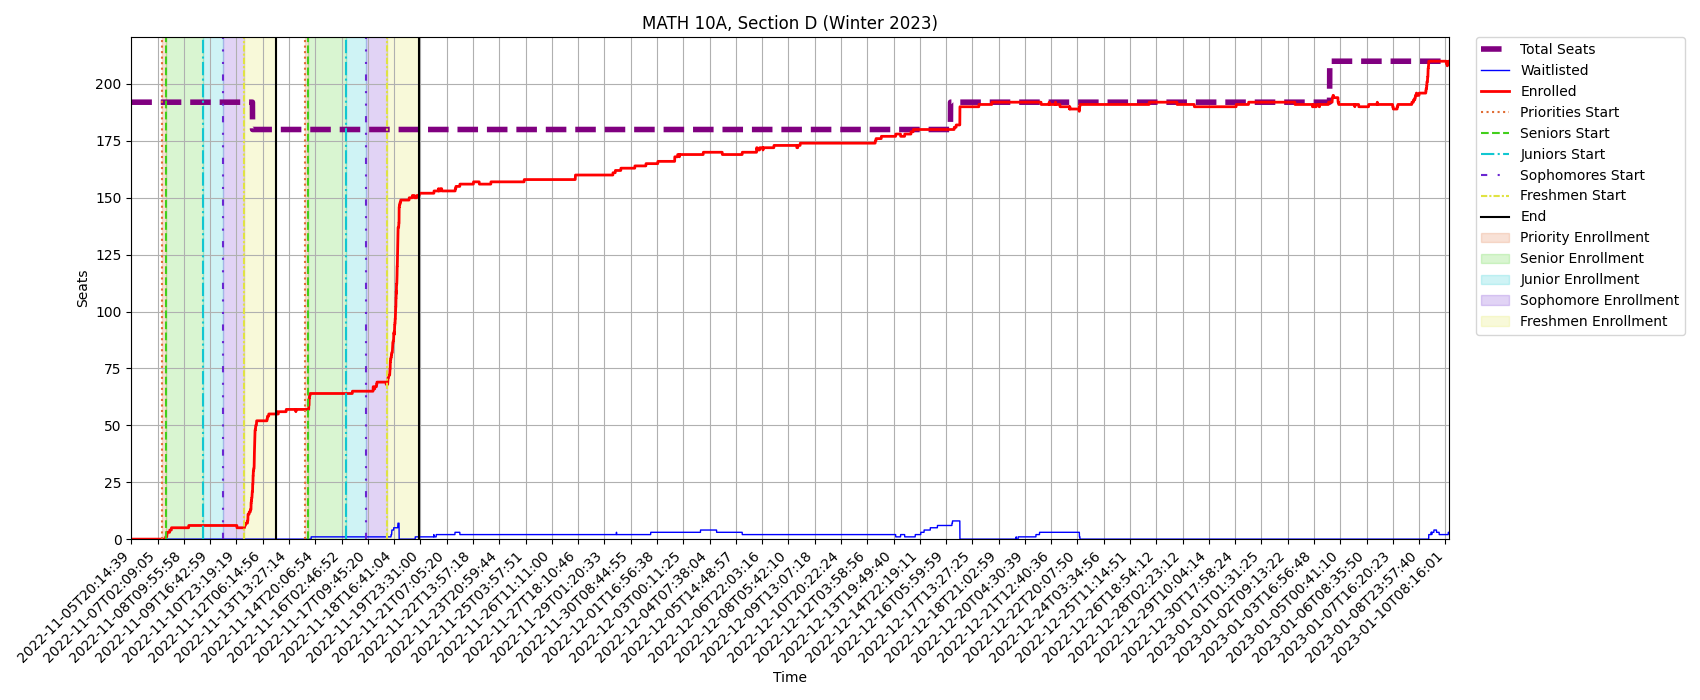 MATH 10A, Section D (Winter 2023)
Seats
200
175
150
125
100
75
50
25
0
2022-11-05T20:14:39
2022-11-07T02:09:05
2022-11-08T09:55:58
2022-11-09T16:42:59
2022-11-10T23:19:19
2022-11-12T06:14:56
2022-11-13T13:27:14
2022-11-14T20:06:54
2022-11-16T02:46:52
2022-11-17T09:45:20
2022-11-18T16:41:04
2022-11-19T23:31:00
2022-11-21T07:05:20
2022-11-22T13:57:18
2022-11-23T20:59:44
2022-11-25T03:57:51
2022-11-26T11:11:00
2022-11-27T18:10:46
2022-11-29T01:20:33
2022-11-30T08:44:55
2022-12-01T16:56:38
2022-12-03T00:11:25
2022-12-04T07:38:04
2022-12-05T14:48:57
2022-12-06T22:03:16
2022-12-08T05:42:10
2022-12-09T13:07:18
2022-12-10T20:22:24
2022-12-12T03:58:56
2022-12-13T19:49:40
2022-12-14T22:19:11
2022-12-16T05:59:59
2022-12-17T13:27:25
2022-12-18T21:02:59
2022-12-20T04:30:39
2022-12-21T12:40:36
2022-12-22T20:07:50
2022-12-24T03:34:56
2022-12-25T11:14:51
2022-12-26T18:54:12
2022-12-28T02:23:12
2022-12-29T10:04:14
2022-12-30T17:58:24
2023-01-01T01:31:25
2023-01-02T09:13:22
2023-01-03T16:56:48
2023-01-05T00:41:10
2023-01-06T08:35:50
2023-01-07T16:20:23
2023-01-08T23:57:40
2023-01-10T08:16:01
Time
Total Seats
Waitlisted
Enrolled
Priorities Start
Seniors Start
Juniors Start
Sophomores Start
Freshmen Start
End
Priority Enrollment
Senior Enrollment
Junior Enrollment
Sophomore Enrollment
Freshmen Enrollment